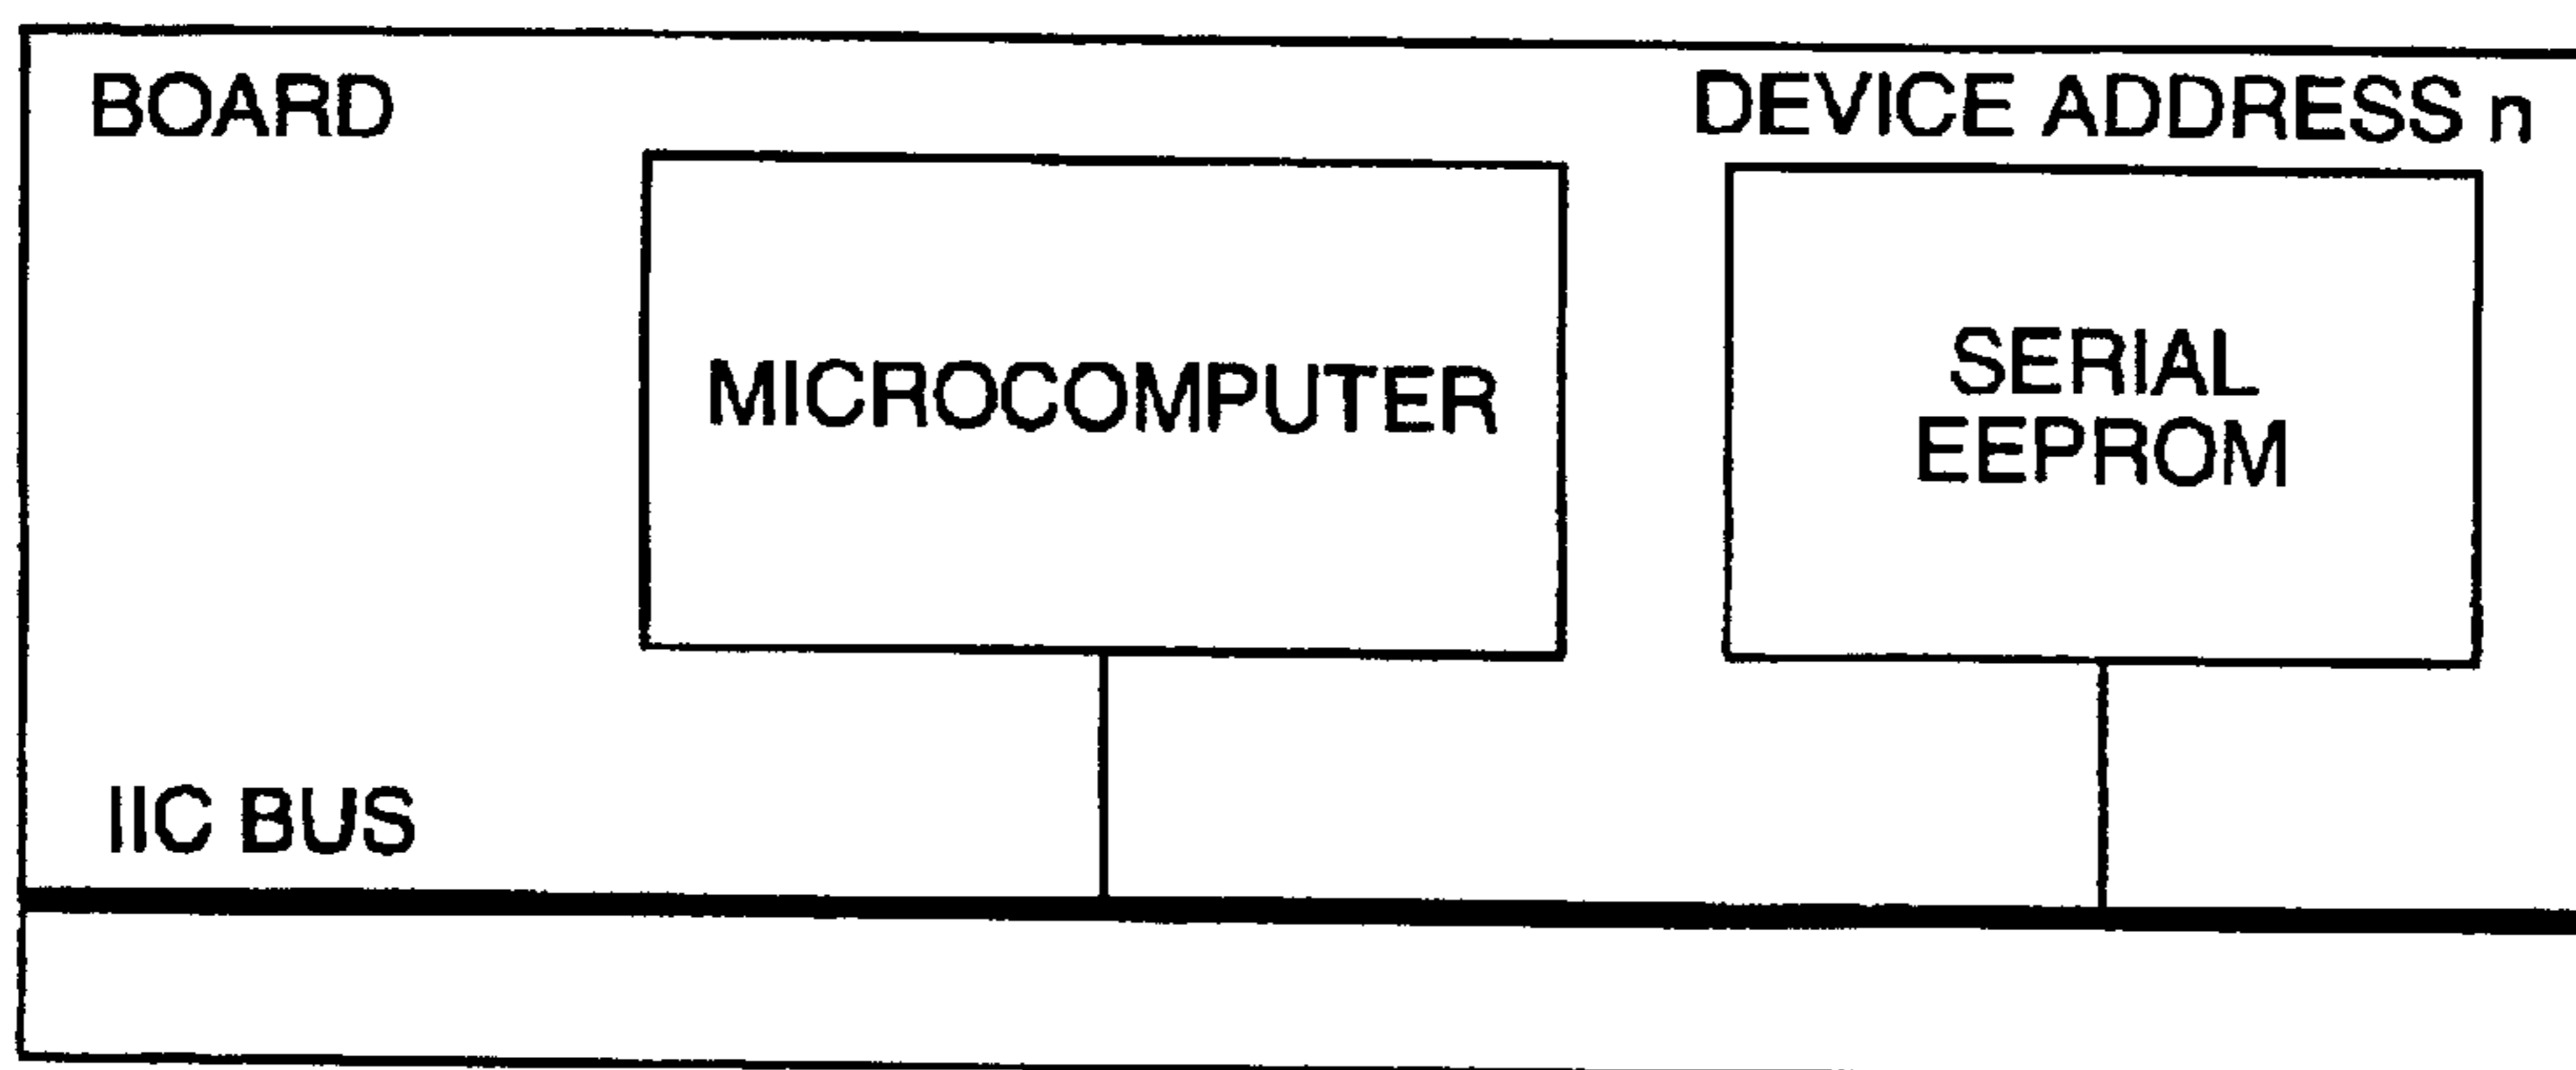 BOARD
DEVICE ADDRESS n
MICROCOMPUTER
SERIAL
EEPROM
IIC BUS